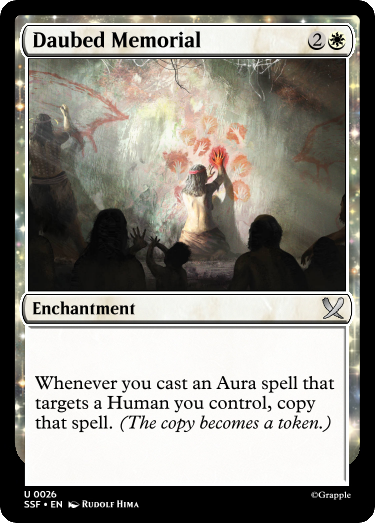 Daubed Memorial 2
Enchantment
Whenever you cast an Aura spell that
targets a Human you control, copy
that spell. (The copy becomes a token.)
U 0026
SSF • EN Rudolf Hima
©Grapple